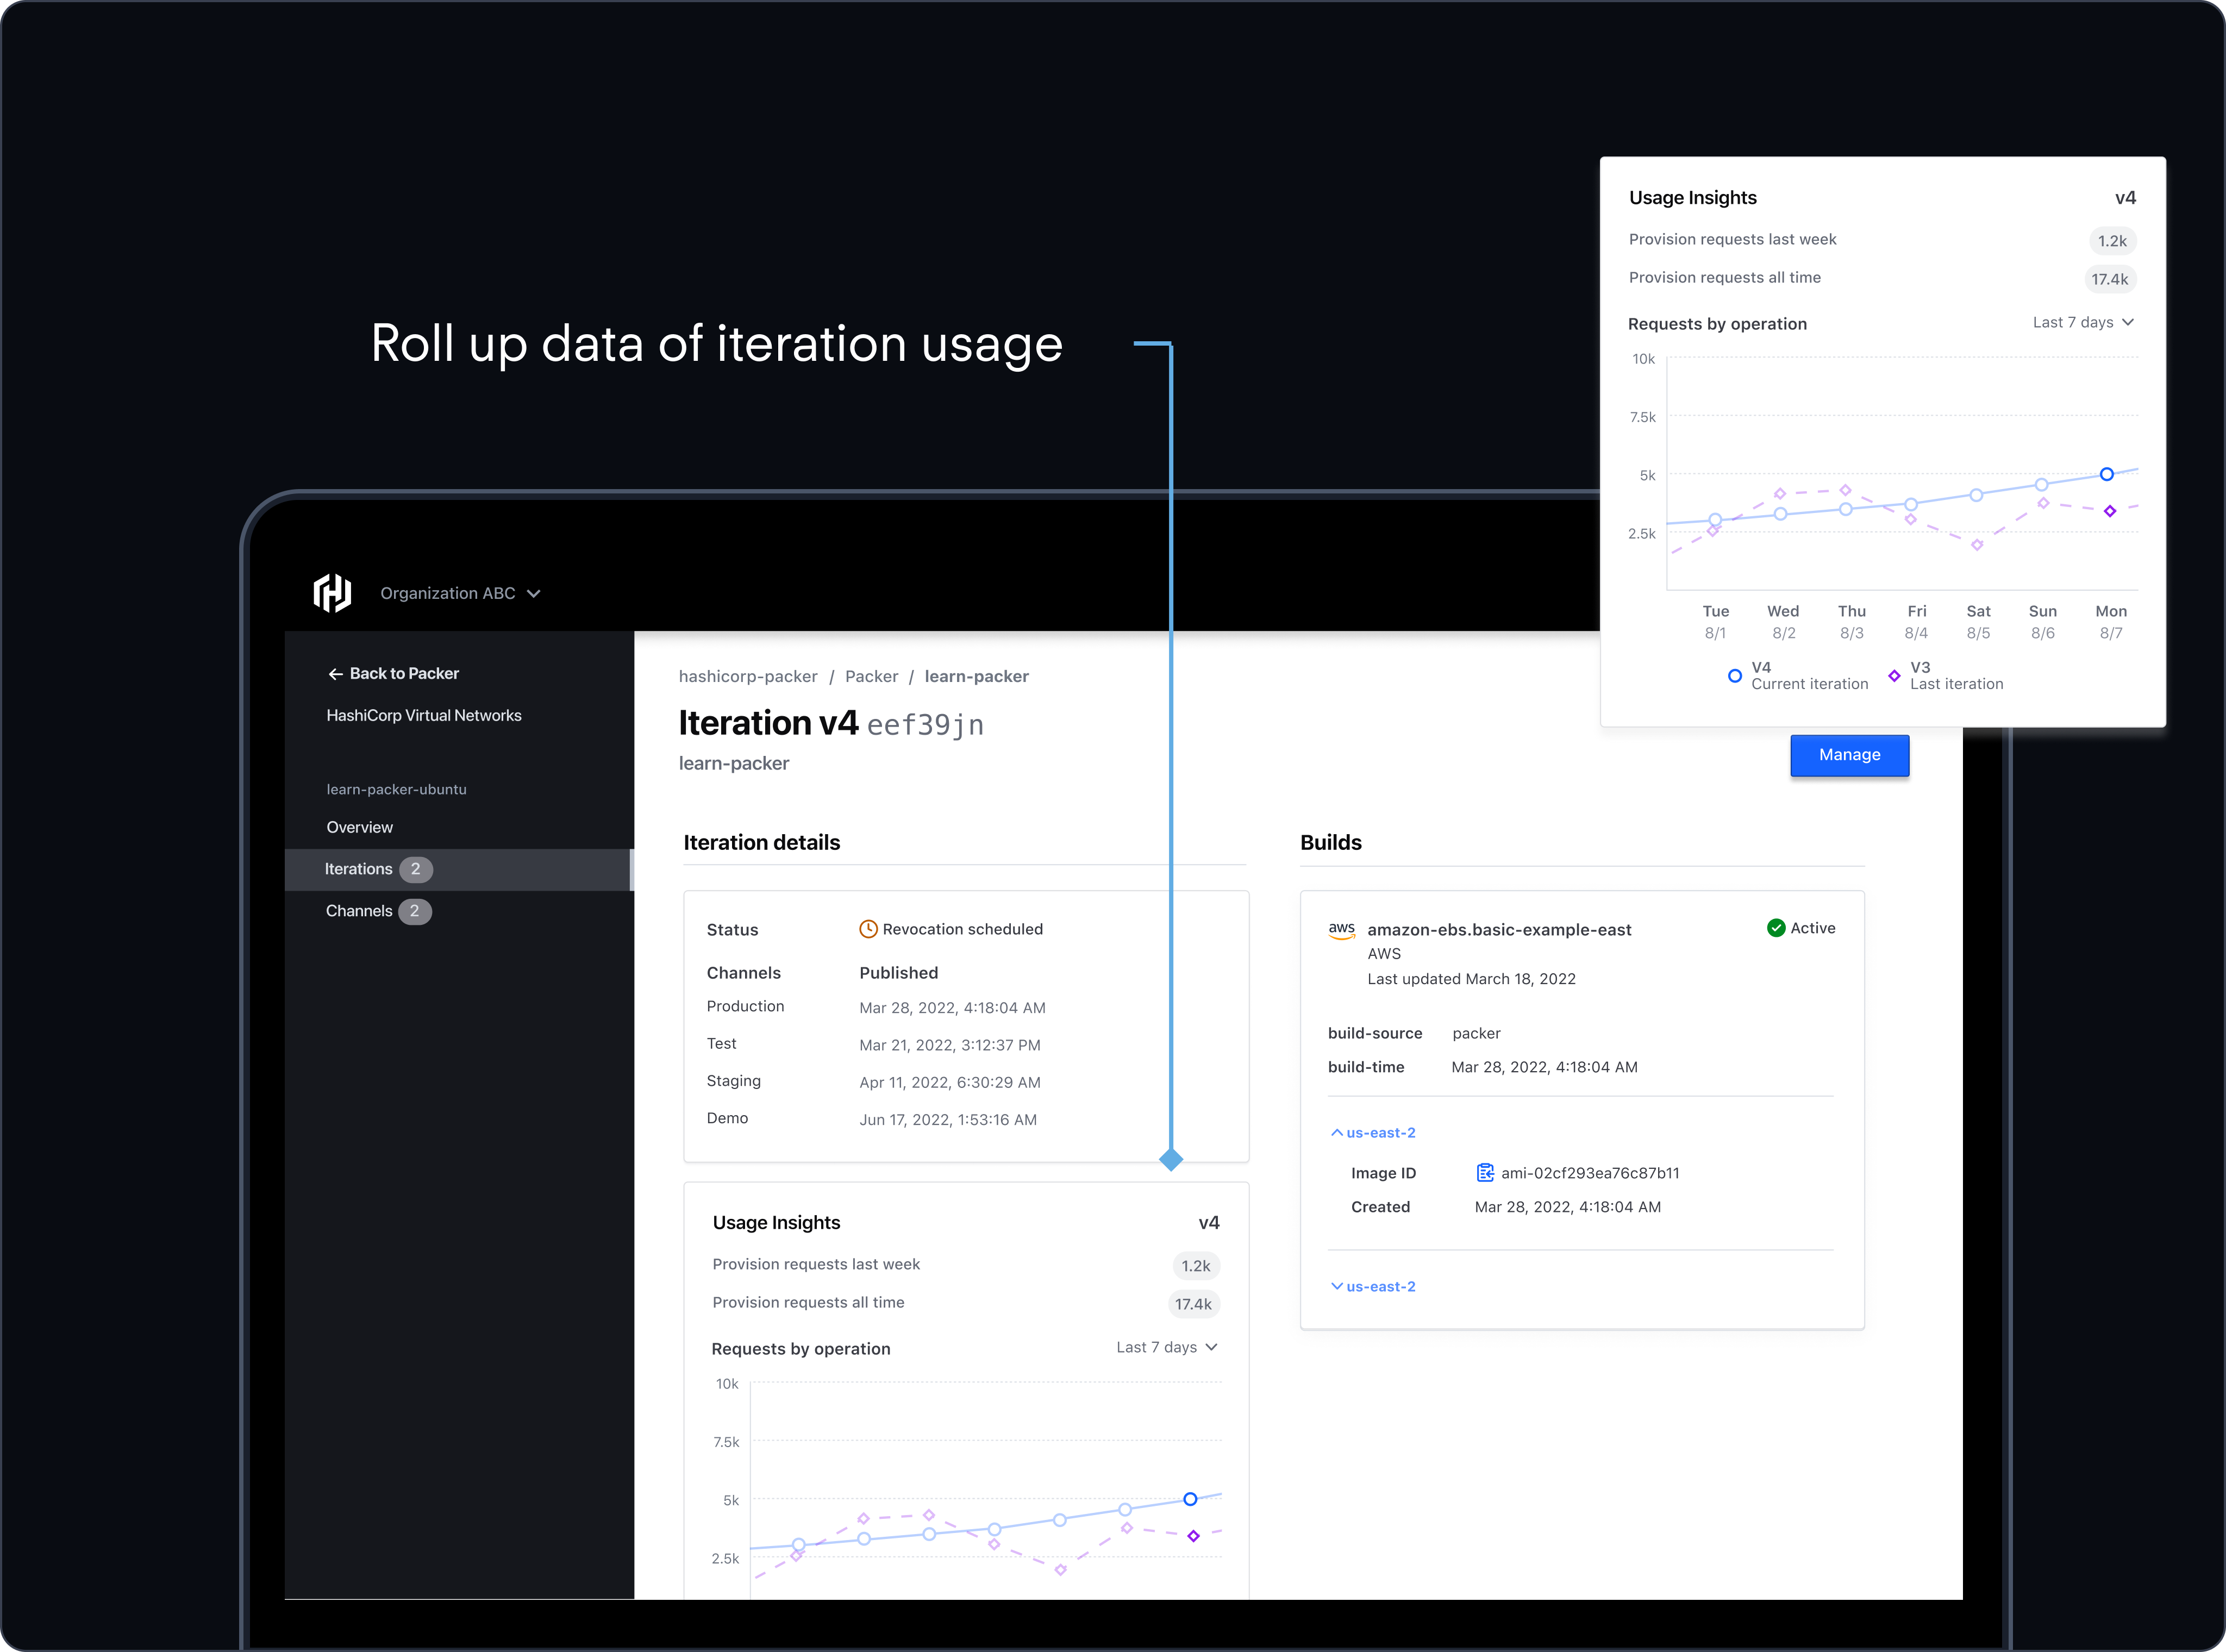 Roll up data of iteration usage
Usage Insights v4
Provision requests last week 1.2k
Provision requests all time 17.4k
Requests by operation Last 7 days
10k
7.5k
5k
2.5k
Tue Wed Thu Fri Sat Sun Mon
8/1 8/2 8/3 8/4 8/5 8/6 8/7
V4 V3
Current iteration Last iteration
Organization ABC
Back to Packer
HashiCorp Virtual Networks
learn-packer-ubuntu
Overview
Iterations 2
Channels 2
hashicorp-packer / Packer / learn-packer
Iteration v4 eef39jn
learn-packer
Manage
Iteration details
Status Revocation scheduled
Channels Published
Production Mar 28, 2022, 4:18:04 AM
Test Mar 21, 2022, 3:12:37 PM
Staging Apr 11, 2022, 6:30:29 AM
Demo Jun 17, 2022, 1:53:16 AM
Usage Insights v4
Provision requests last week 1.2k
Provision requests all time 17.4k
Requests by operation Last 7 days
10k
7.5k
5k
2.5k
Builds
aws amazon-ebs.basic-example-east Active
AWS
Last updated March 18, 2022
build-source packer
build-time Mar 28, 2022, 4:18:04 AM
us-east-2
Image ID ami-02cf293ea76c87b11
Created Mar 28, 2022, 4:18:04 AM
us-east-2